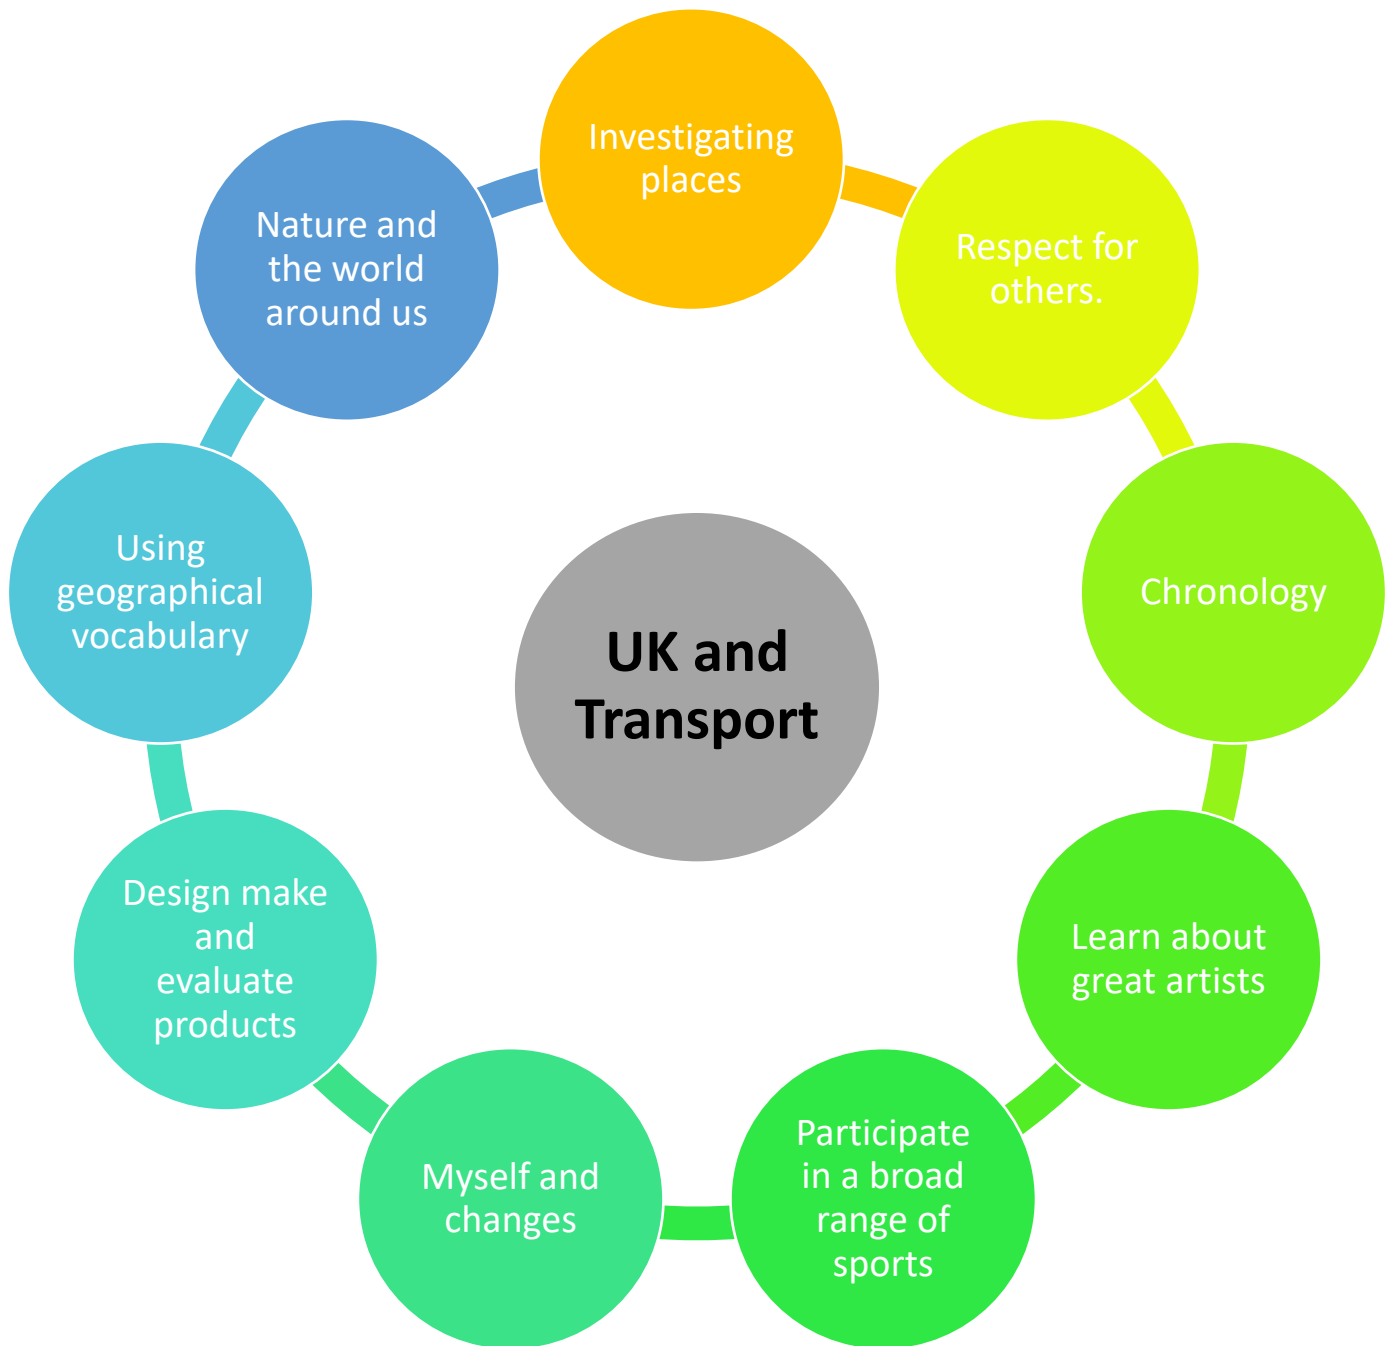 Investigating
places
Respect for
others.
Chronology
Learn about
great artists
Participate
in a broad
range of
sports
Myself and
changes
Design make
and
evaluate
products
Using
geographical
vocabulary
Nature and
the world
around us
UK and
Transport